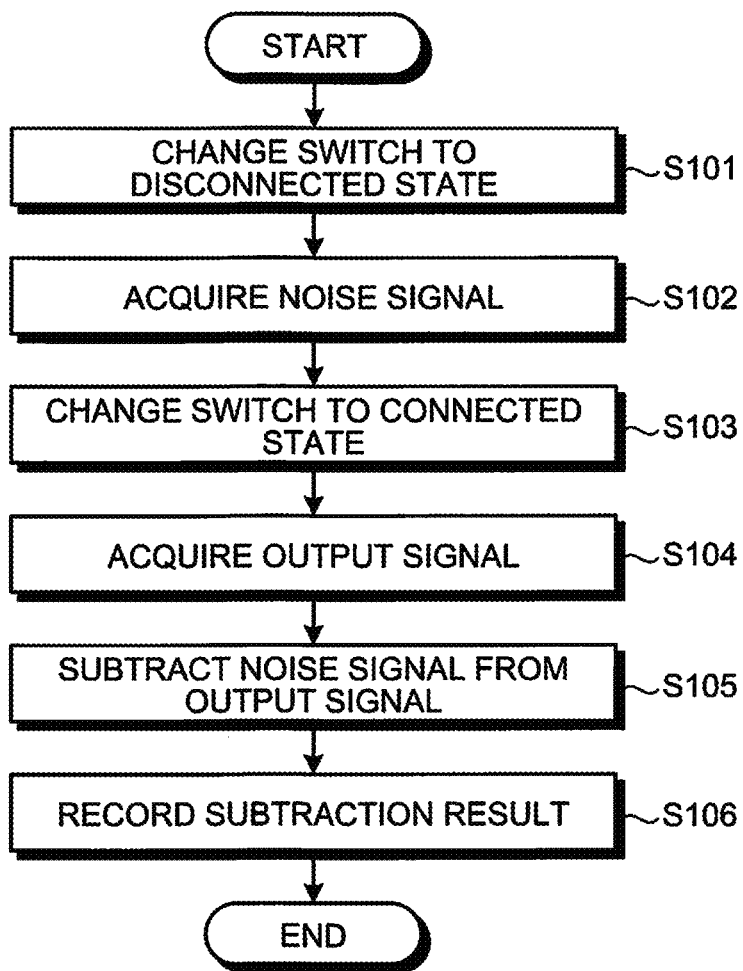 START
CHANGE SWITCH TO
DISCONNECTED STATE
S101
ACQUIRE NOISE SIGNAL
S102
CHANGE SWITCH TO CONNECTED
STATE
S103
ACQUIRE OUTPUT SIGNAL
S104
SUBTRACT NOISE SIGNAL FROM
OUTPUT SIGNAL
S105
RECORD SUBTRACTION RESULT
S106
END